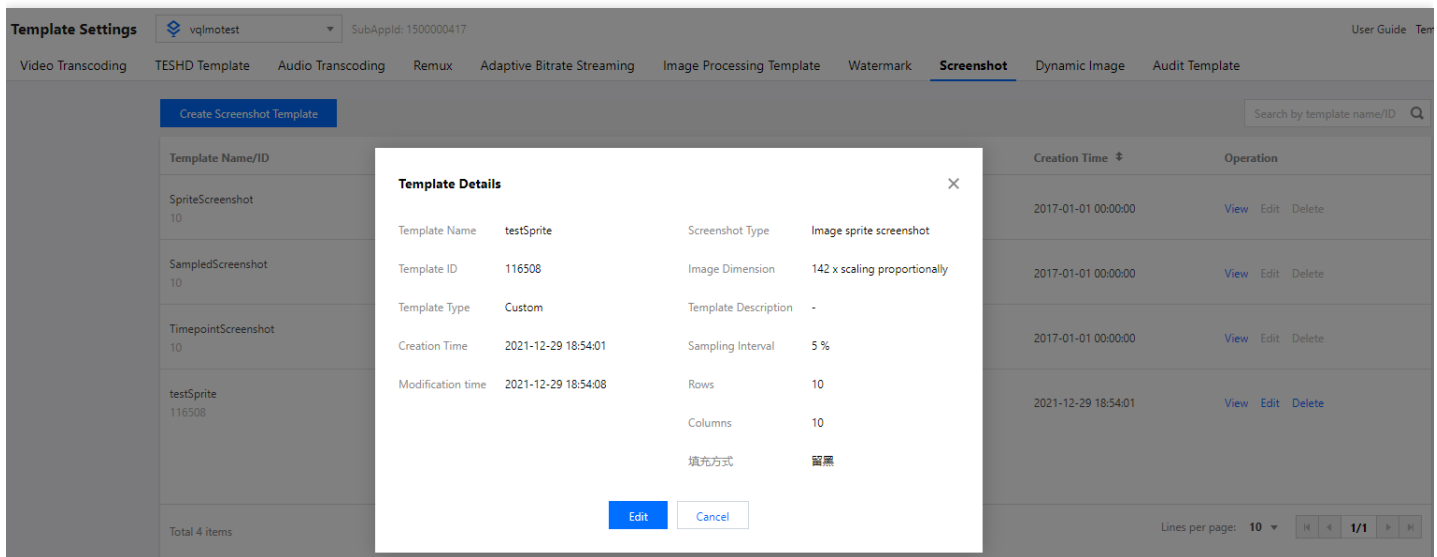 Template Settings vqlmotest SubAppId: 1500000417 User Guide Tem
Video Transcoding TESHD Template Audio Transcoding Remux Adaptive Bitrate Streaming Image Processing Template Watermark Screenshot Dynamic Image Audit Template
Create Screenshot Template Search by template name/ID
Template Name/ID Creation Time Operation
SpriteScreenshot
10
2017-01-01 00:00:00 View Edit Delete
SampledScreenshot
10
2017-01-01 00:00:00 View Edit Delete
TimepointScreenshot
10
2017-01-01 00:00:00 View Edit Delete
testSprite
116508
2021-12-29 18:54:01 View Edit Delete
Total 4 items Lines per page: 10 1/1
Template Details
Template Name testSprite Screenshot Type Image sprite screenshot
Template ID 116508 Image Dimension 142 x scaling proportionally
Template Type Custom Template Description -
Creation Time 2021-12-29 18:54:01 Sampling Interval 5 %
Modification time 2021-12-29 18:54:08 Rows 10
Columns 10
填充方式 留黑
Edit Cancel